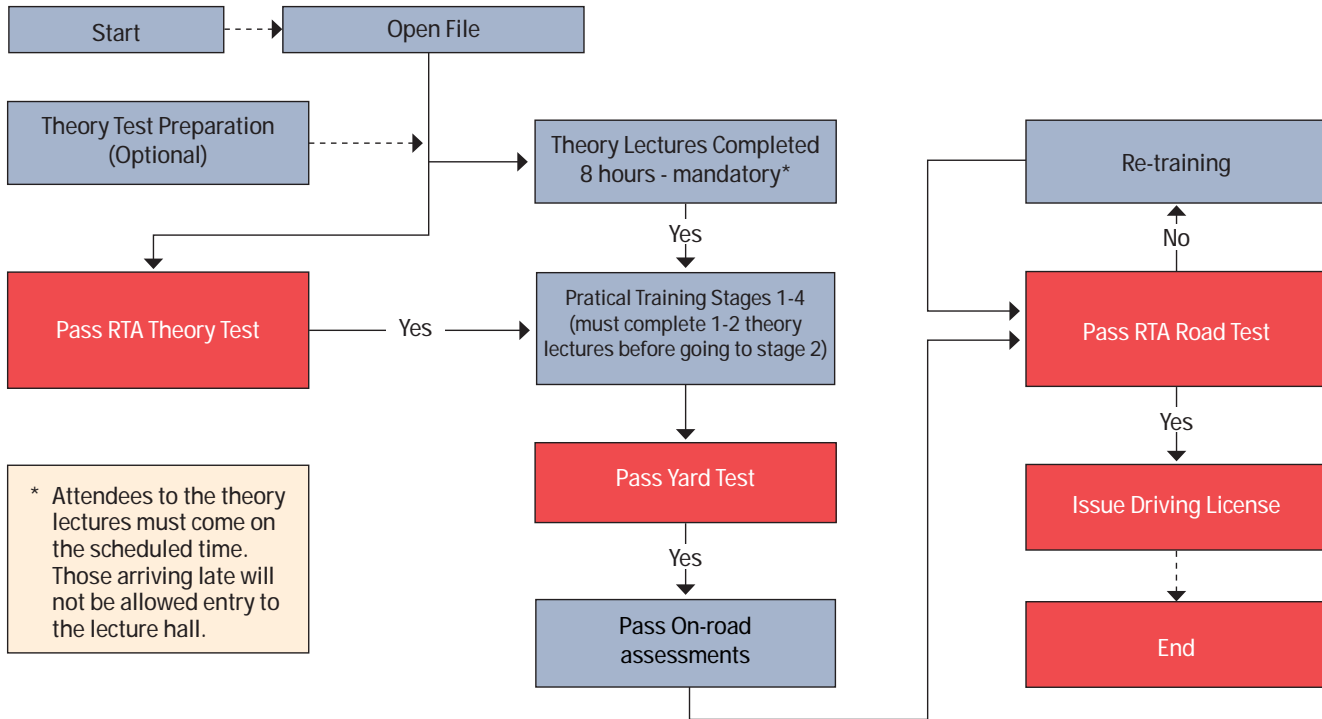 Start
Open File
Theory Test Preparation
(Optional)
Theory Lectures Completed
8 hours - mandatory*
Yes
Pass RTA Theory Test
Yes
Pratical Training Stages 1-4
(must complete 1-2 theory
lectures before going to stage 2)
Pass Yard Test
Yes
Pass On-road
assessments
Re-training
No
Pass RTA Road Test
Yes
Issue Driving License
End
* Attendees to the theory
lectures must come on
the scheduled time.
Those arriving late will
not be allowed entry to
the lecture hall.